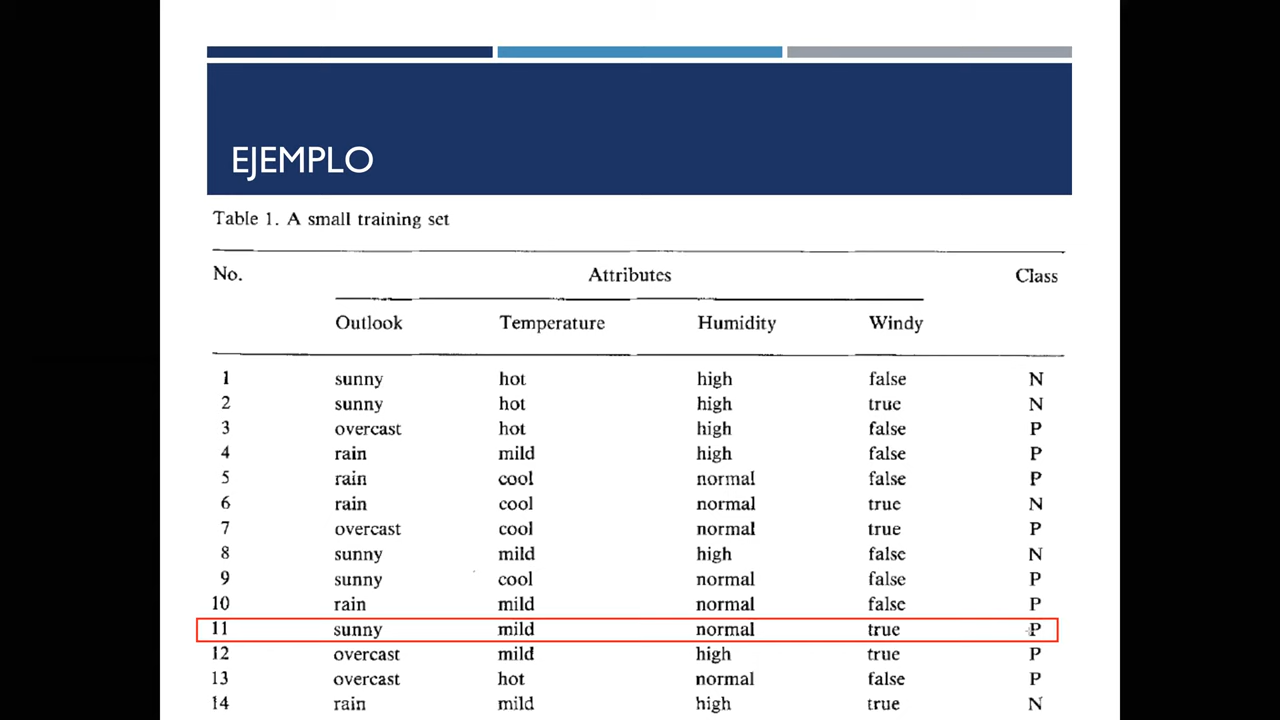 EJEMPLO
Table 1. A small training set
No. Attributes Class
Outlook Temperature Humidity Windy
1 sunny hot high false N
2 sunny hot high true N
3 overcast hot high false P
4 rain mild high false P
5 rain cool normal false P
6 rain cool normal true N
7 overcast cool normal true P
8 sunny mild high false N
9 sunny cool normal false P
10 rain mild normal false P
11 sunny mild normal true P
12 overcast mild high true P
13 overcast hot normal false P
14 rain mild high true N